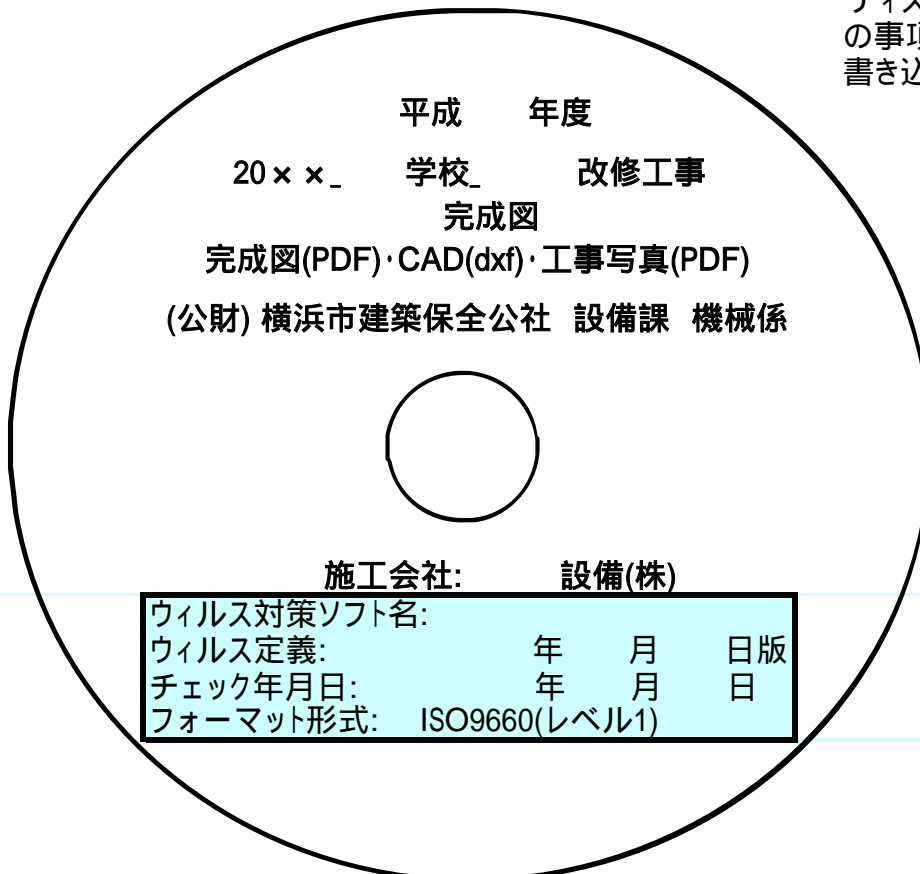 の事項
書き込
平成 年度
20××_ 学校_ 改修工事
完成図
完成図(PDF)・CAD(dxf)・工事写真(PDF)
(公財) 横浜市建築保全公社 設備課 機械係
施工会社: 設備(株)
ウィルス対策ソフト名:
ウィルス定義: 年 月 日版
チェック年月日: 年 月 日
フォーマット形式: ISO9660(レベル1)